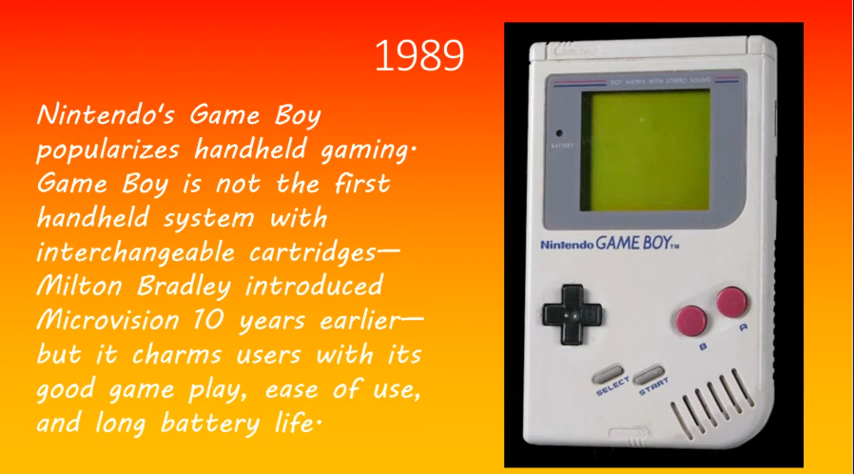 1989
Nintendo's Game Boy
popularizes handheld gaming.
Game Boy is not the first
handheld system with
interchangeable cartridges—
Milton Bradley introduced
Microvision 10 years earlier—
but it charms users with its
good game play, ease of use,
and long battery life.
DOT MATRIX WITH STEREO SOUND
BATTERY
Nintendo GAME BOY™
B A
SELECT START